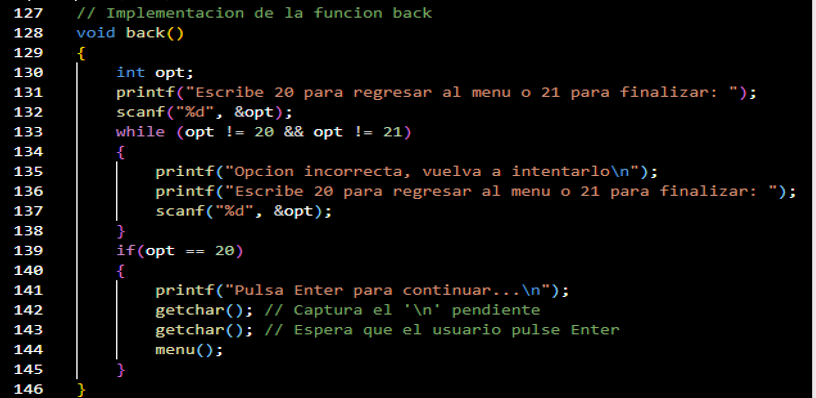 127 // Implementacion de la funcion back
128 void back()
129 {
130 int opt;
131 printf("Escribe 20 para regresar al menu o 21 para finalizar: ");
132 scanf("%d", &opt);
133 while (opt != 20 && opt != 21)
134 {
135 printf("Opcion incorrecta, vuelva a intentarlo\n");
136 printf("Escribe 20 para regresar al menu o 21 para finalizar: ");
137 scanf("%d", &opt);
138 }
139 if(opt == 20)
140 {
141 printf("Pulsa Enter para continuar...\n");
142 getchar(); // Captura el '\n' pendiente
143 getchar(); // Espera que el usuario pulse Enter
144 menu();
145 }
146 }